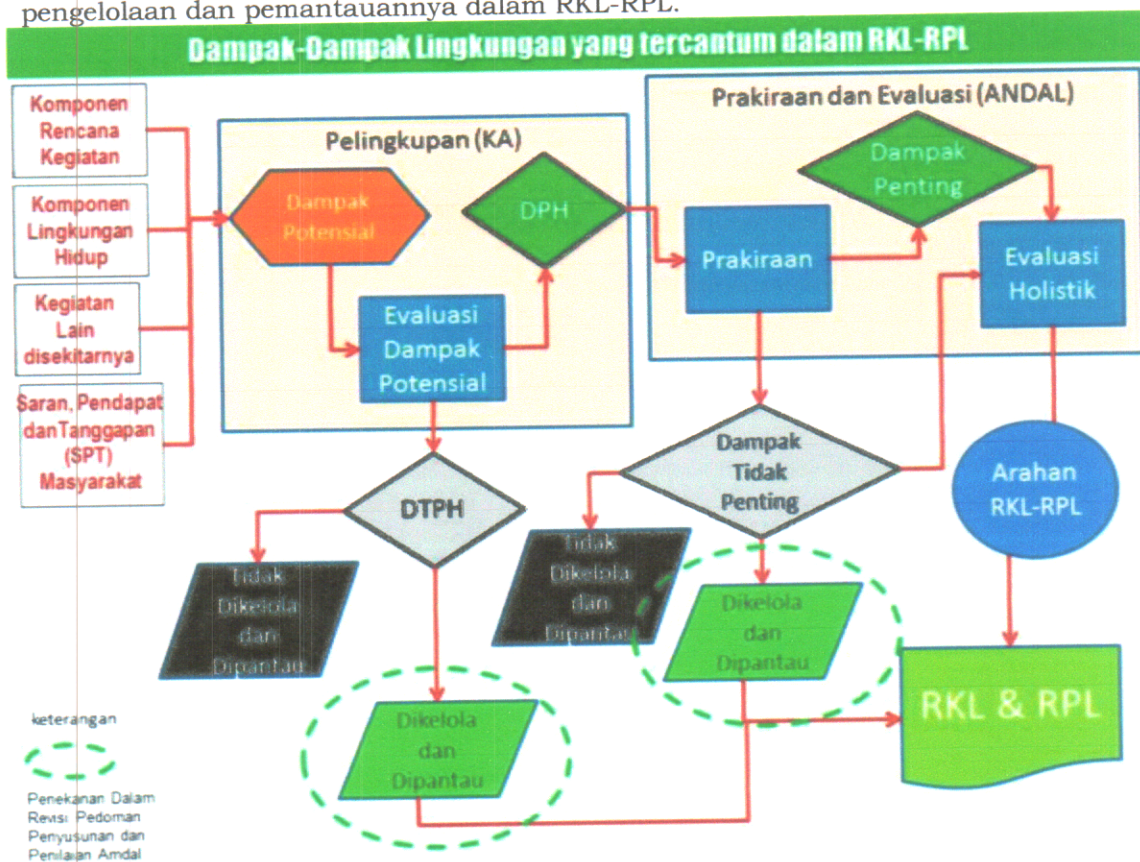 pengelolaan dan pemantauannya dalam RKL-RPL.
Dampak-Dampak Lingkungan yang tercantum dalam RKL-RPL
Komponen
Rencana
Kegiatan
Komponen
Lingkungan
Hidup
Kegiatan
Lain
disekitarnya
Saran, Pendapat
danTanggapan
(SPT)
Masyarakat
Pelingkupan (KA)
Dampak
Potensial
Evaluasi
Dampak
Potensial
DPH
DTPH
Tidak
Dikelola
dan
Dipantau
Dikelola
dan
Dipantau
Prakiraan dan Evaluasi (ANDAL)
Prakiraan
Dampak
Penting
Evaluasi
Holistik
Dampak
Tidak
Penting
Tidak
Dikelola
dan
Dipantau
Dikelola
dan
Dipantau
Arahan
RKL-RPL
RKL & RPL
keterangan
Penekanan Dalam
Revisi Pedoman
Penyusunan dan
Penilaian Amdal